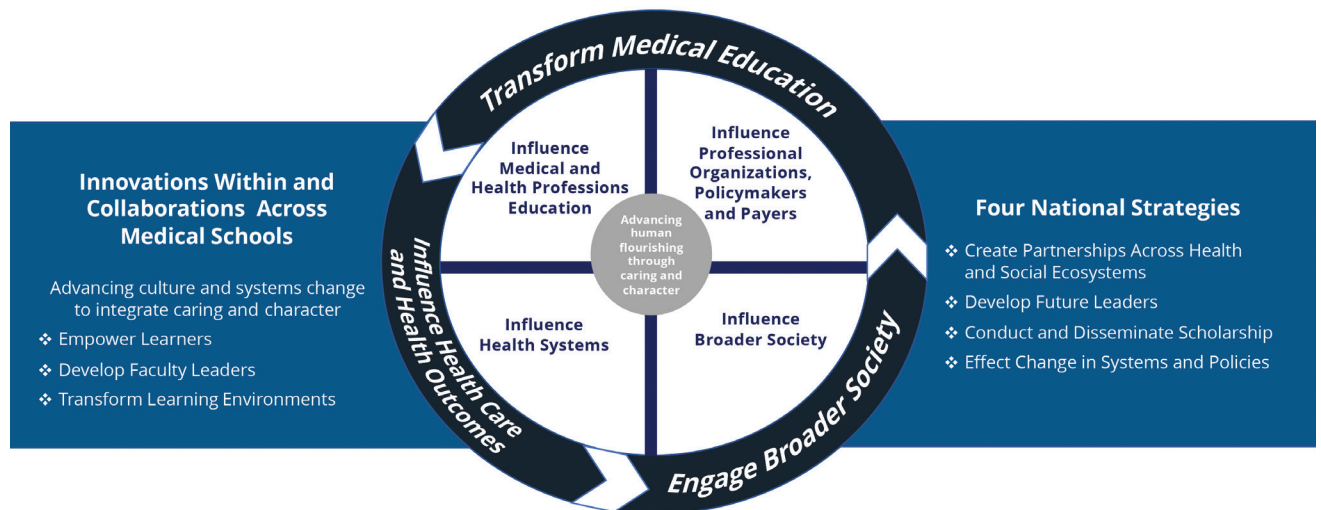 Transform Medical Education
Innovations Within and
Collaborations Across
Medical Schools
Advancing culture and systems change
to integrate caring and character
❖ Empower Learners
❖ Develop Faculty Leaders
❖ Transform Learning Environments
Influence Health Care
and Health Outcomes
Influence
Medical and
Health Professions
Education
Influence
Professional
Organizations,
Policymakers
and Payers
Advancing
human
flourishing
through
caring and
character
Influence
Health Systems
Influence
Broader Society
Engage Broader Society
Four National Strategies
❖ Create Partnerships Across Health
and Social Ecosystems
❖ Develop Future Leaders
❖ Conduct and Disseminate Scholarship
❖ Effect Change in Systems and Policies